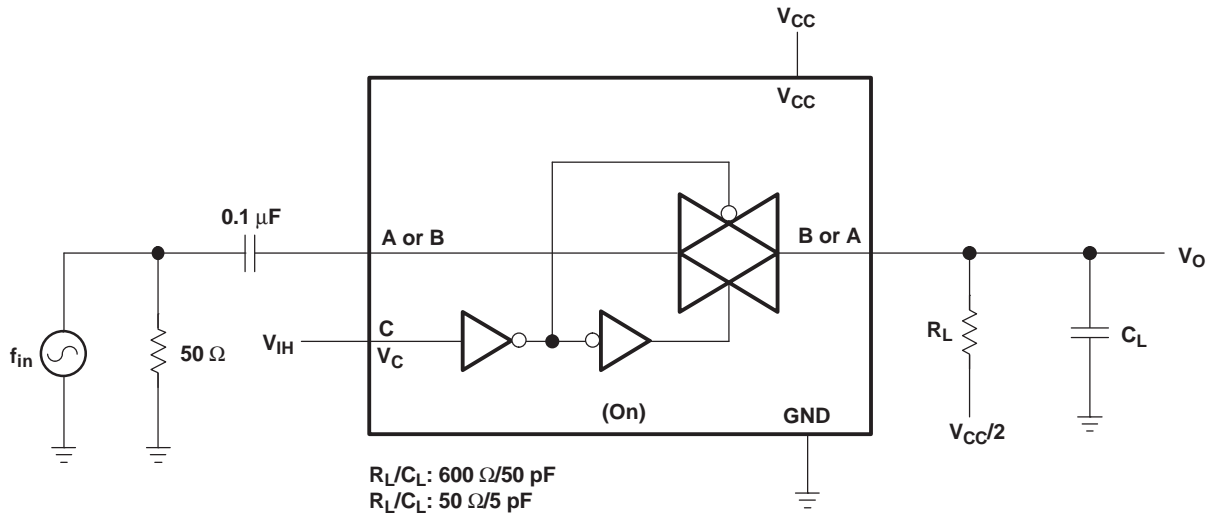 VCC
VCC
0.1 μF
A or B
B or A
VO
fin
50 Ω
VIH
C
VC
RL
CL
(On)
GND
VCC/2
RL/CL: 600 Ω/50 pF
RL/CL: 50 Ω/5 pF